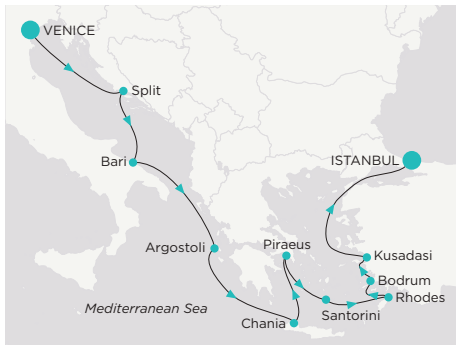 VENICE
Split
Bari
ISTANBUL
Argostoli
Piraeus
Kusadasi
Bodrum
Rhodes
Mediterranean Sea
Santorini
Chania